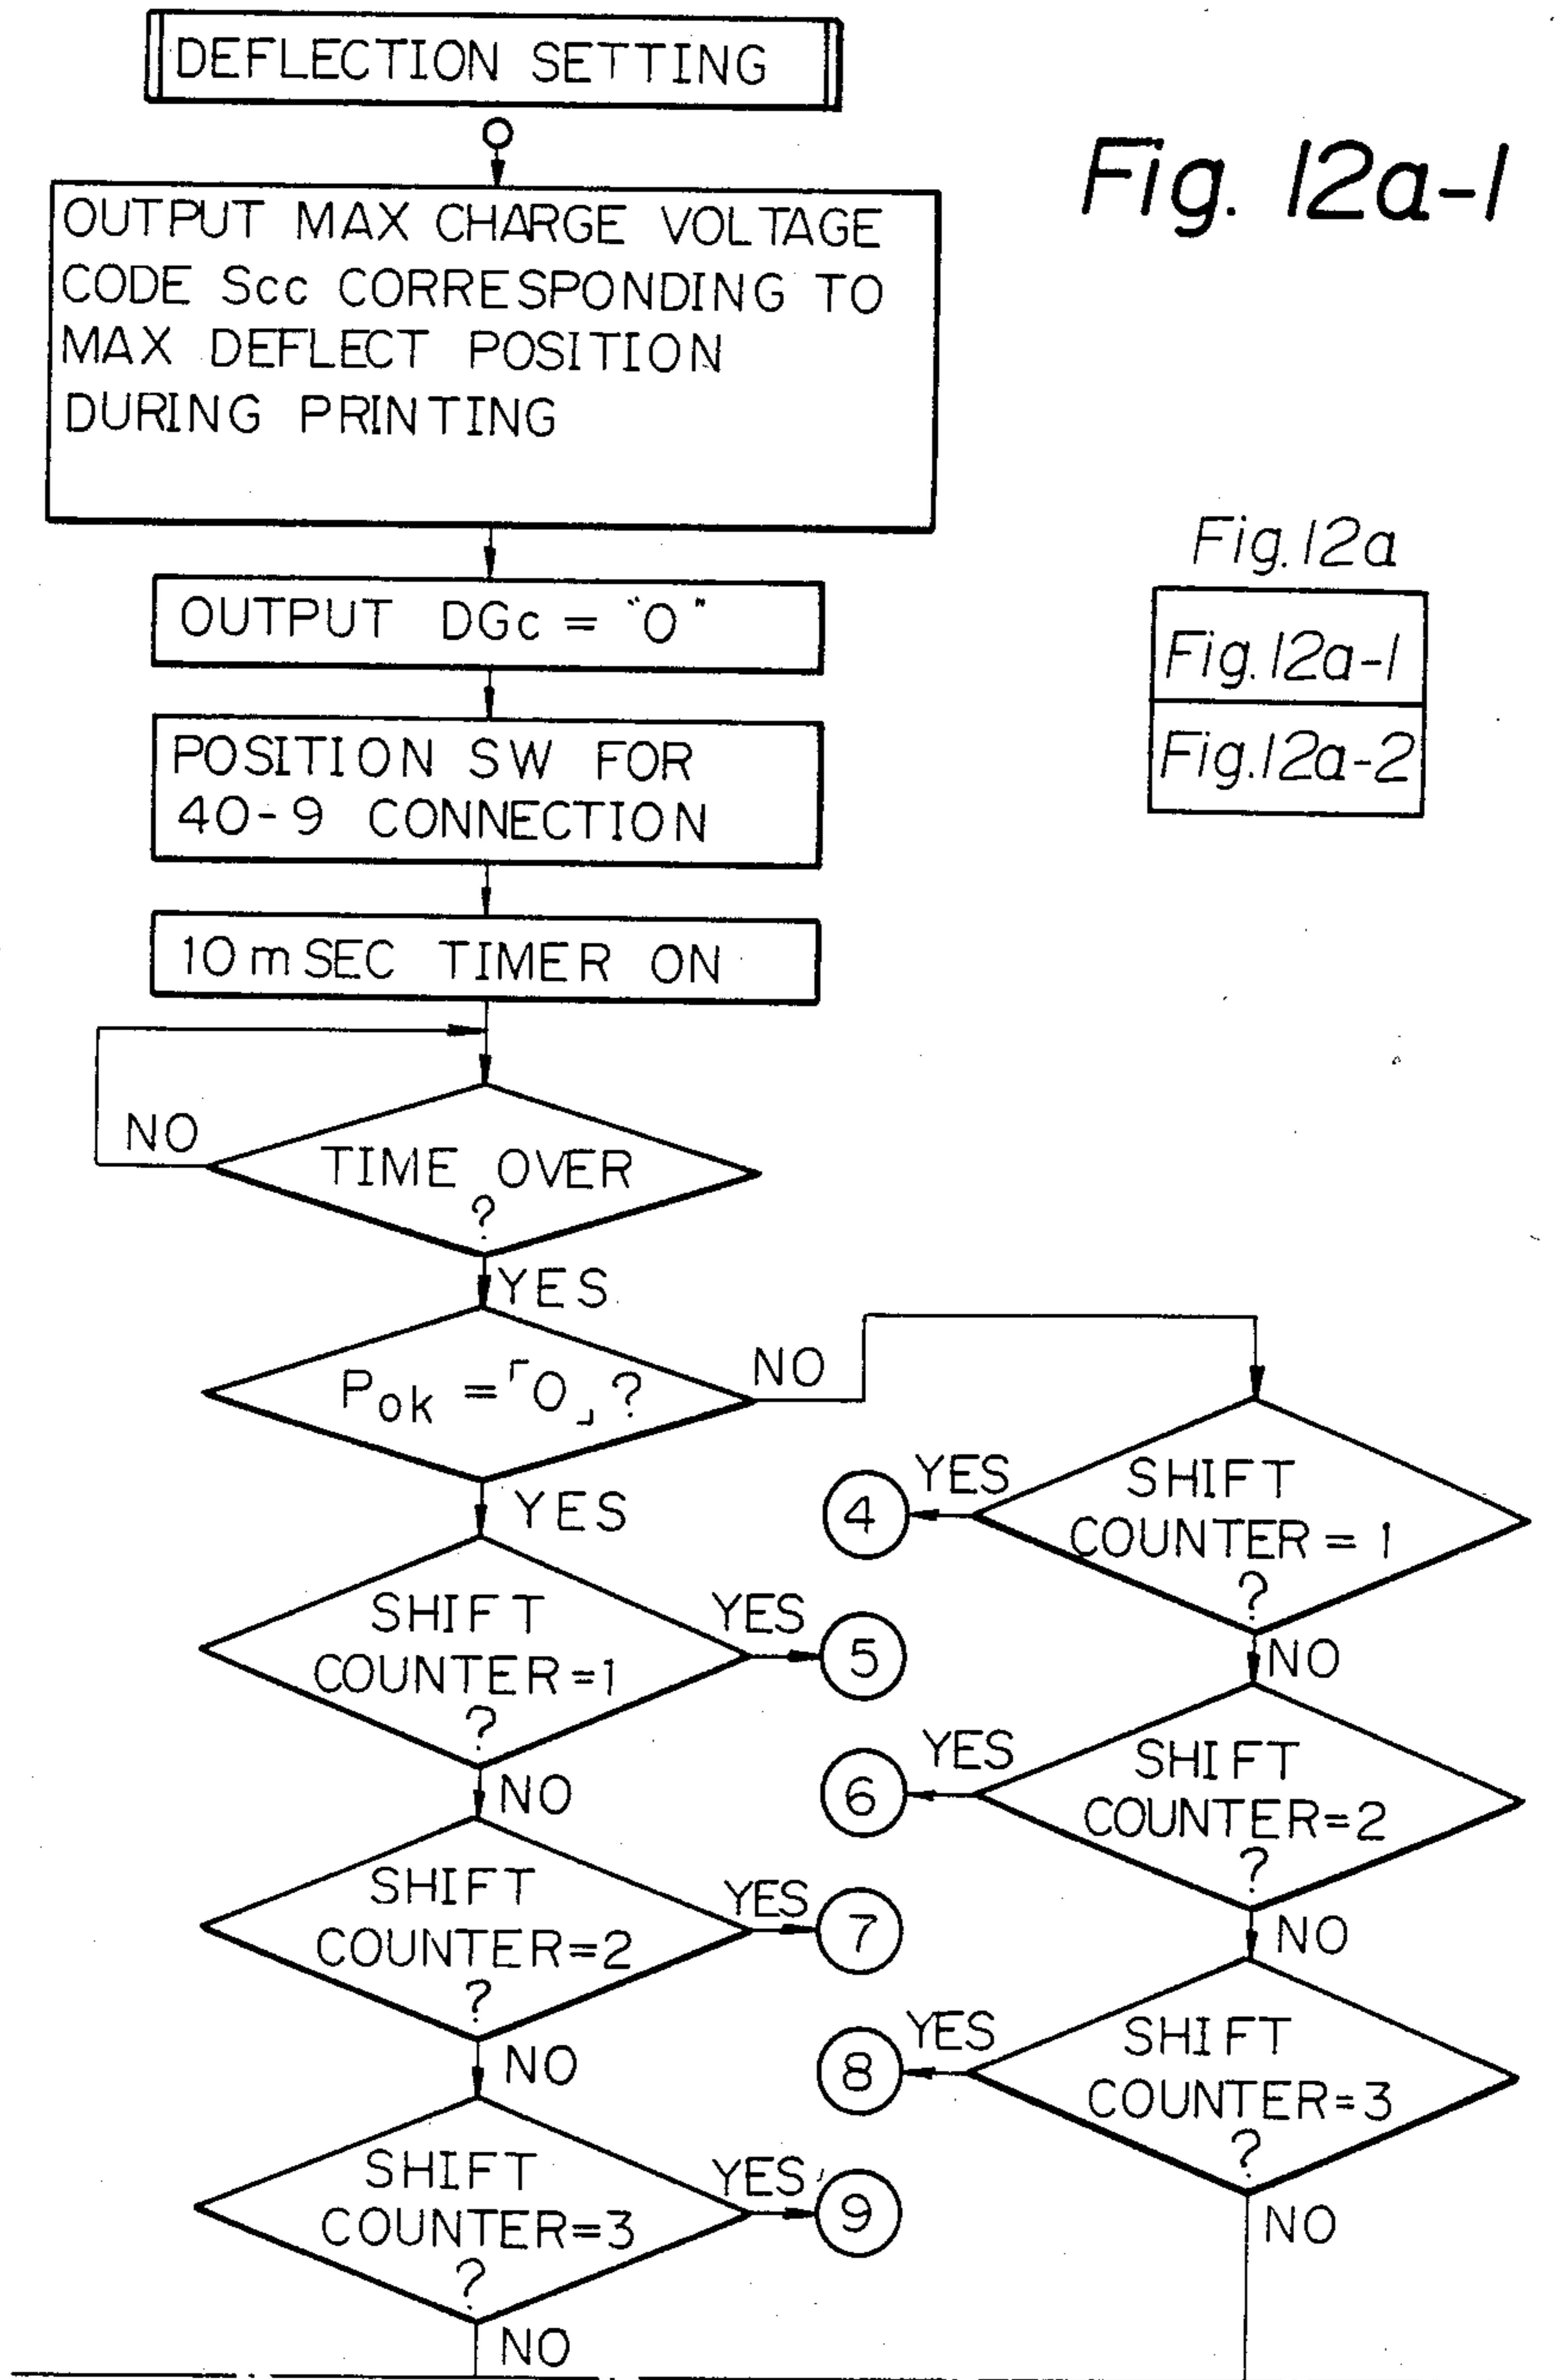 DEFLECTION SETTING
Fig. 12a-1
OUTPUT MAX CHARGE VOLTAGE
CODE Scc CORRESPONDING TO
MAX DEFLECT POSITION
DURING PRINTING
Fig. 12a
Fig. 12a-1
Fig. 12a-2
OUTPUT DGc = "O"
POSITION SW FOR
40-9 CONNECTION
10 mSEC TIMER ON
NO
TIME OVER
?
YES
Pok =「O」?
NO
YES
SHIFT
COUNTER = 1
?
YES
4
NO
SHIFT
COUNTER=1
?
YES
5
NO
SHIFT
COUNTER=2
?
YES
6
NO
SHIFT
COUNTER=2
?
YES
7
NO
SHIFT
COUNTER=3
?
YES
8
NO
SHIFT
COUNTER=3
?
YES
9
NO